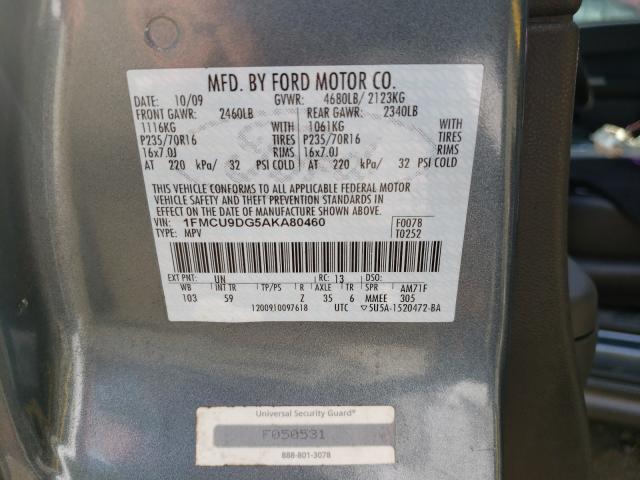 MFD. BY FORD MOTOR CO.
DATE: 10/09 GVWR: 4680LB/ 2123KG
FRONT GAWR: 2460LB REAR GAWR: 2340LB
1116KG WITH 1061KG WITH
P235/70R16 TIRES P235/70R16 TIRES
16x7.0J RIMS 16x7.0J RIMS
AT 220 kPa/ 32 PSI COLD AT 220 kPa/ 32 PSI COLD
THIS VEHICLE CONFORMS TO ALL APPLICABLE FEDERAL MOTOR
VEHICLE SAFETY AND THEFT PREVENTION STANDARDS IN
EFFECT ON THE DATE OF MANUFACTURE SHOWN ABOVE.
VIN: 1FMCU9DG5AKA80460 F0078
TYPE: MPV T0252
EXT PNT: UN RC: 13 DSO:
WB INT TR TP/PS R AXLE TR SPR AM71F
103 59 Z 35 6 MMEE 305
1200910097618 UTC ▽5U5A-1520472-BA
Universal Security Guard®
F050531
888-801-3078